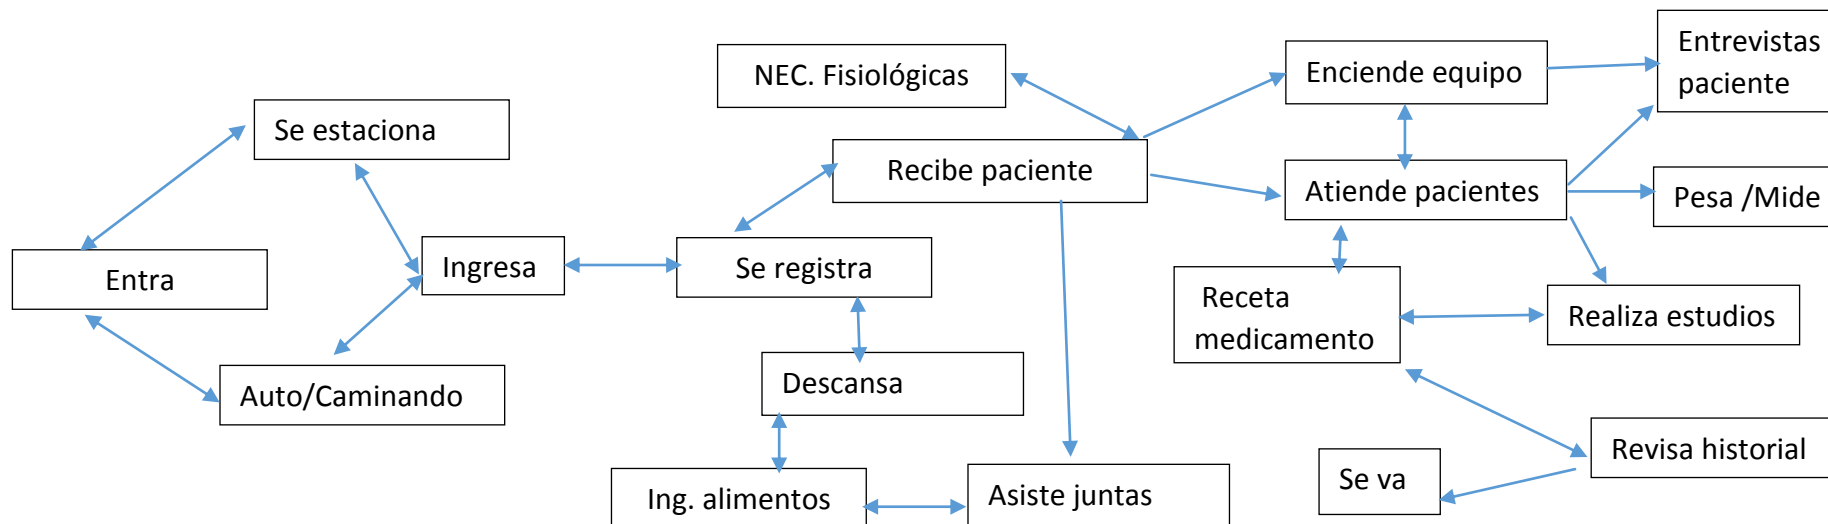 Entrevistas
paciente
NEC. Fisiológicas
Enciende equipo
Se estaciona
Recibe paciente
Atiende pacientes
Pesa /Mide
Entra
Ingresa
Se registra
Receta
medicamento
Realiza estudios
Auto/Caminando
Descansa
Revisa historial
Se va
Ing. alimentos
Asiste juntas